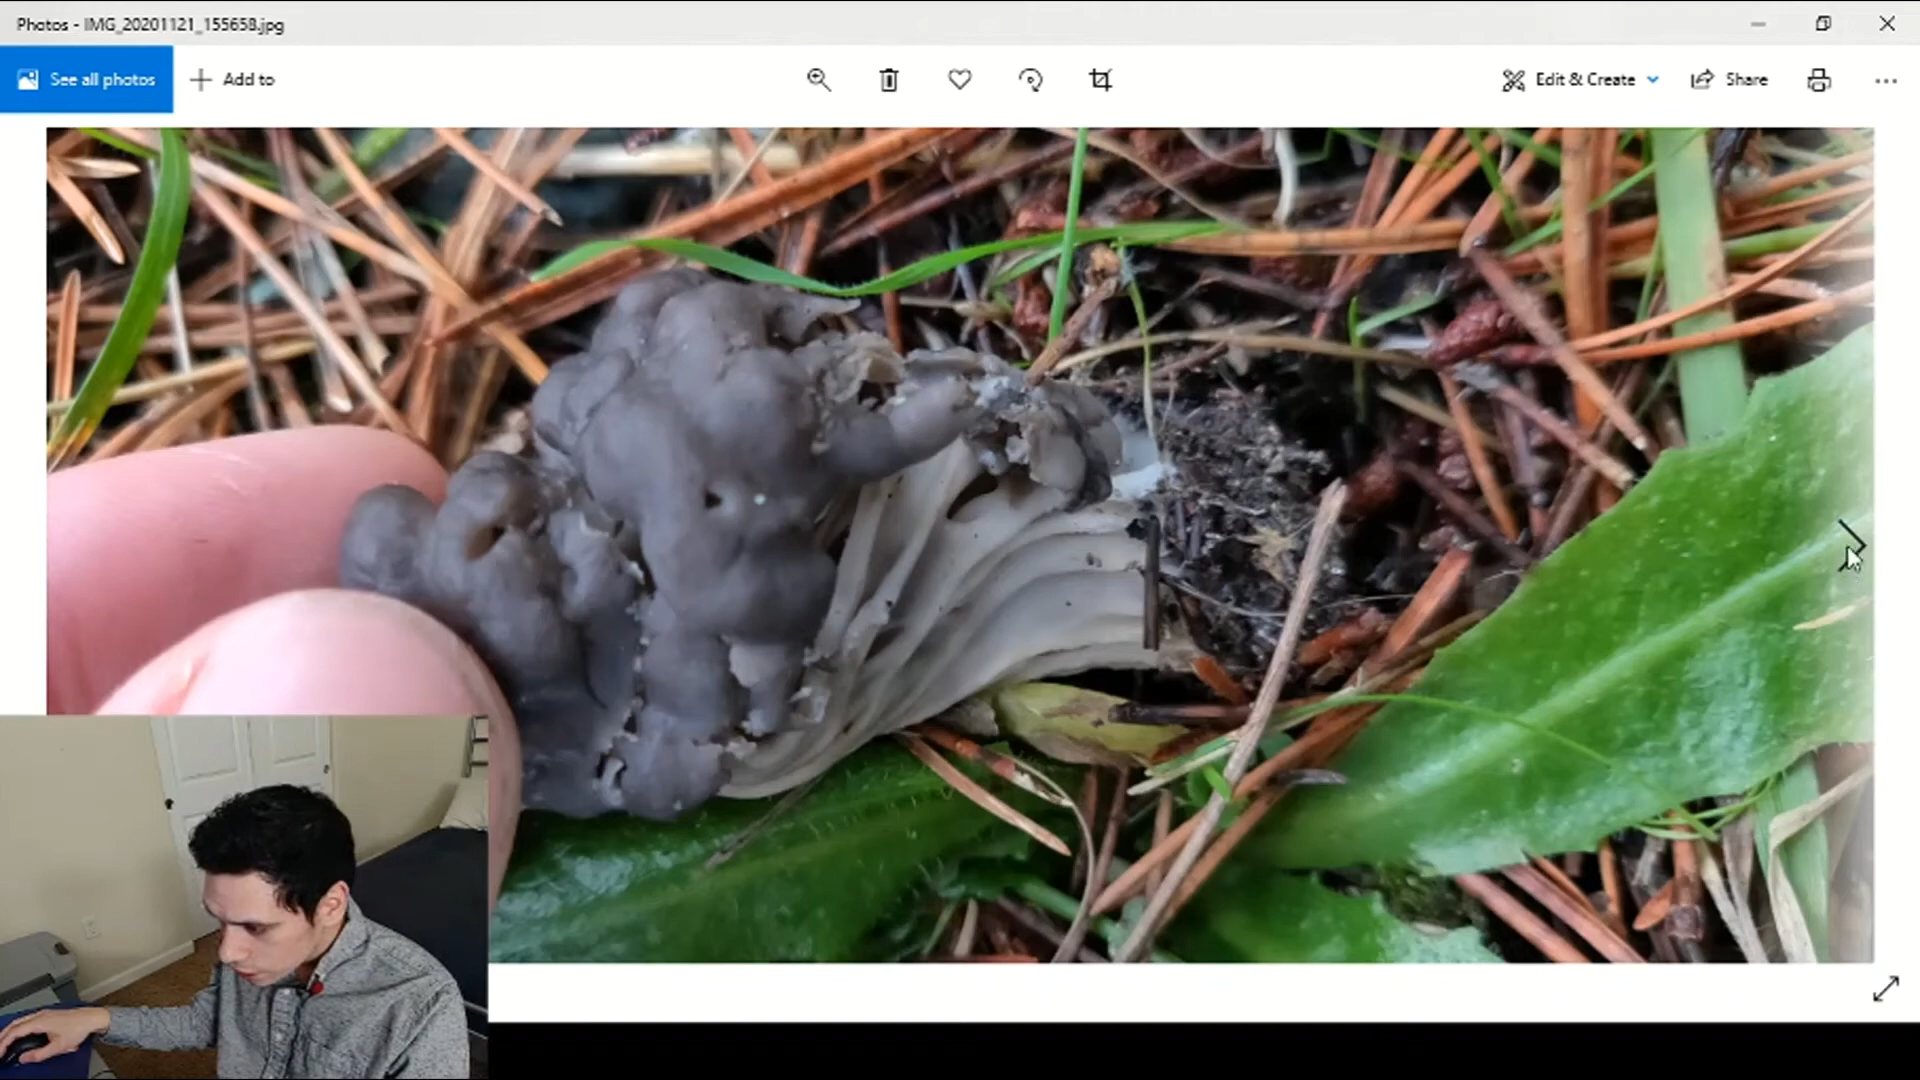 Photos - IMG_20201121_155658.jpg
See all photos
Add to
Edit & Create
Share